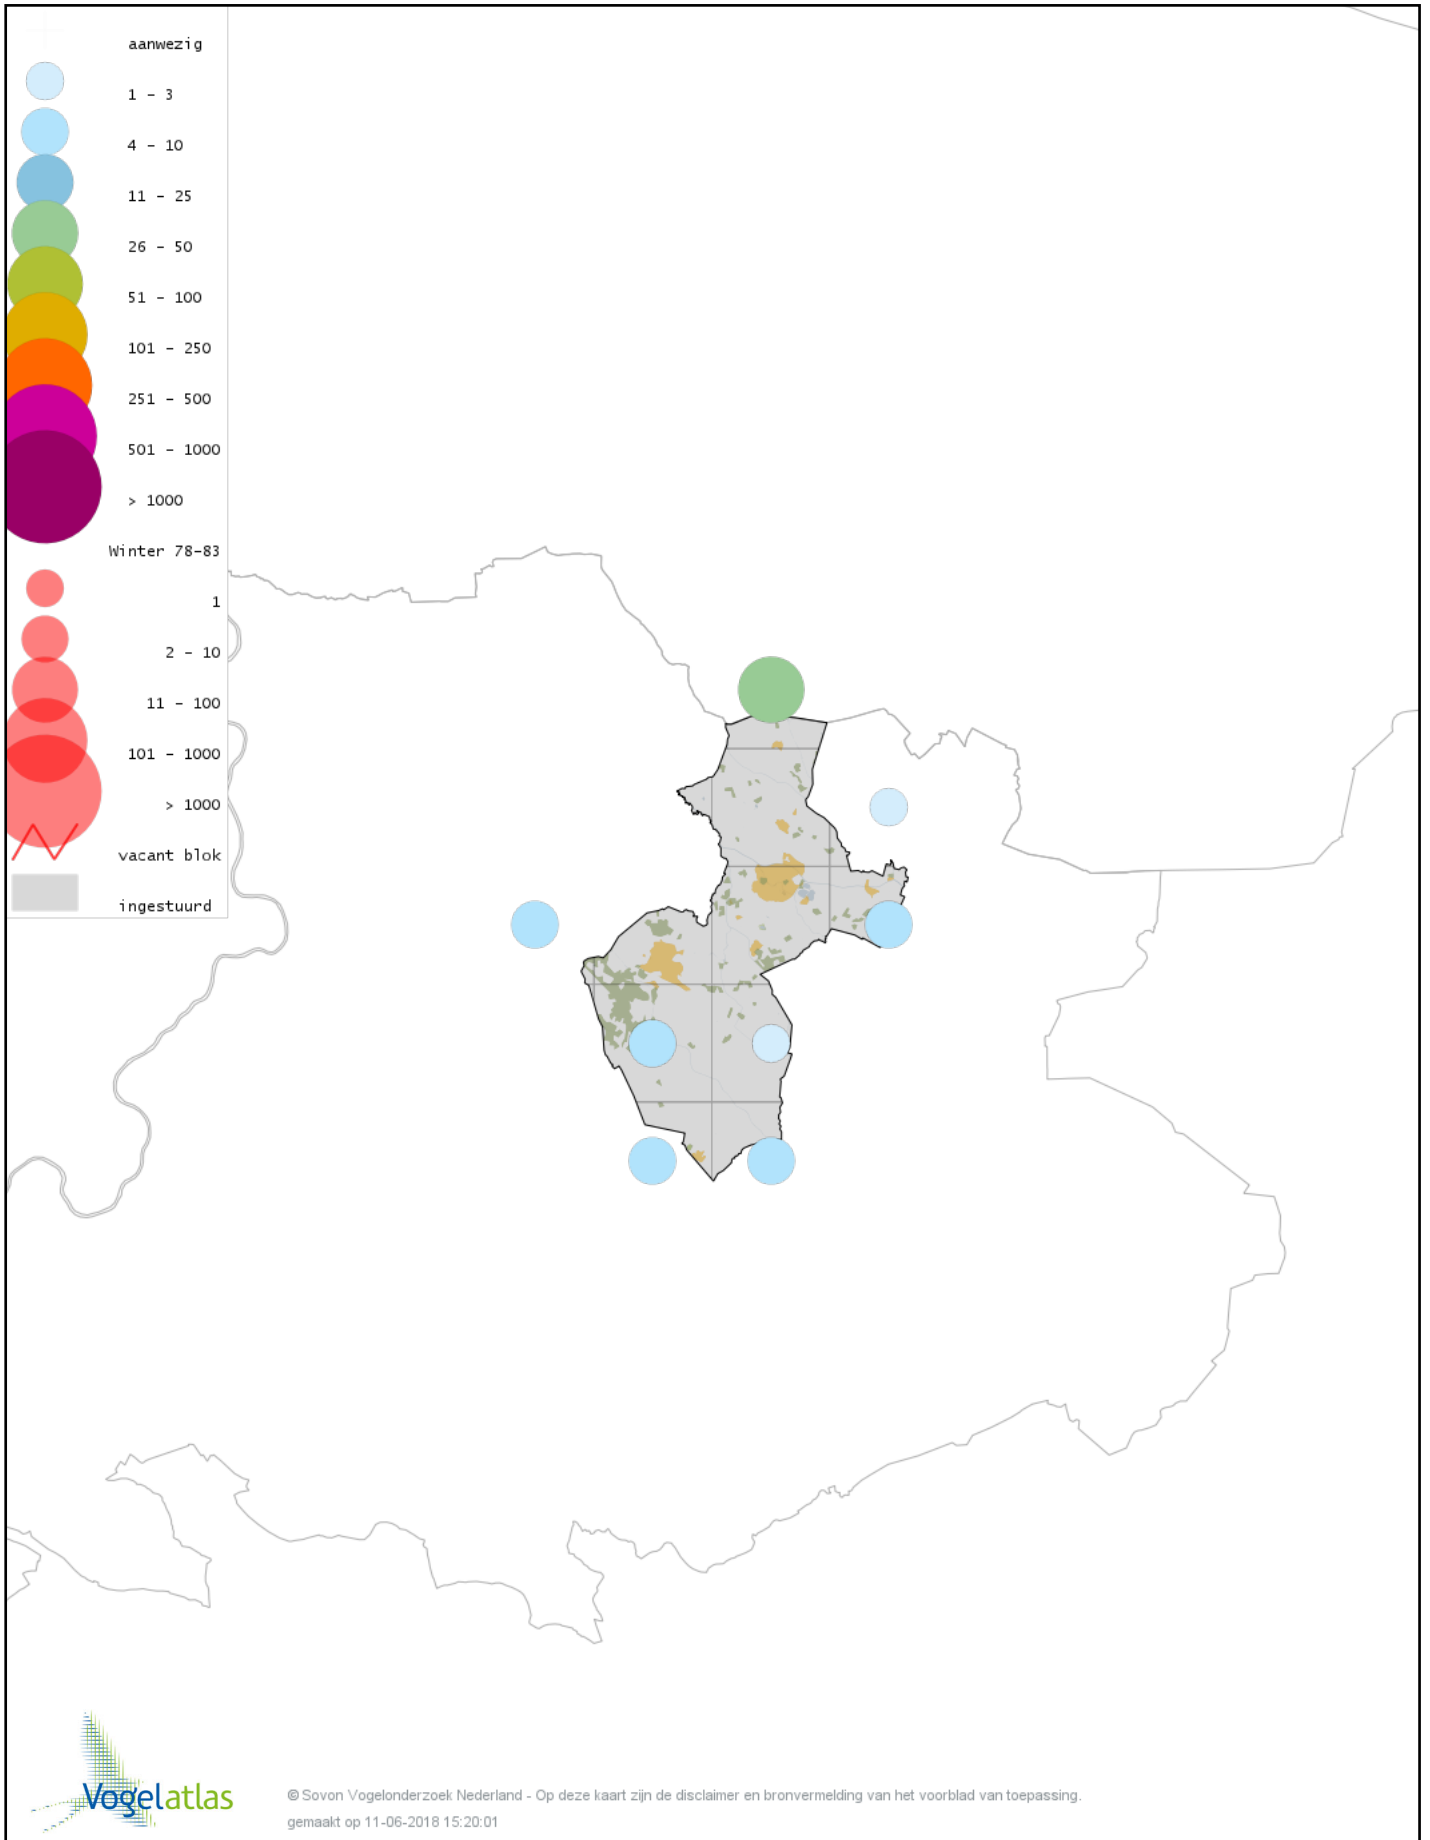 aanwezig
1 - 3
4 - 10
11 - 25
26 - 50
51 - 100
101 - 250
251 - 500
501 - 1000
> 1000
Winter 78-83
1
2 - 10
11 - 100
101 - 1000
> 1000
vacant blok
ingestuurd
Vogelatlas
© Sovon Vogelonderzoek Nederland - Op deze kaart zijn de disclaimer en bronvermelding van het voorblad van toepassing.
gemaakt op 11-06-2018 15:20:01